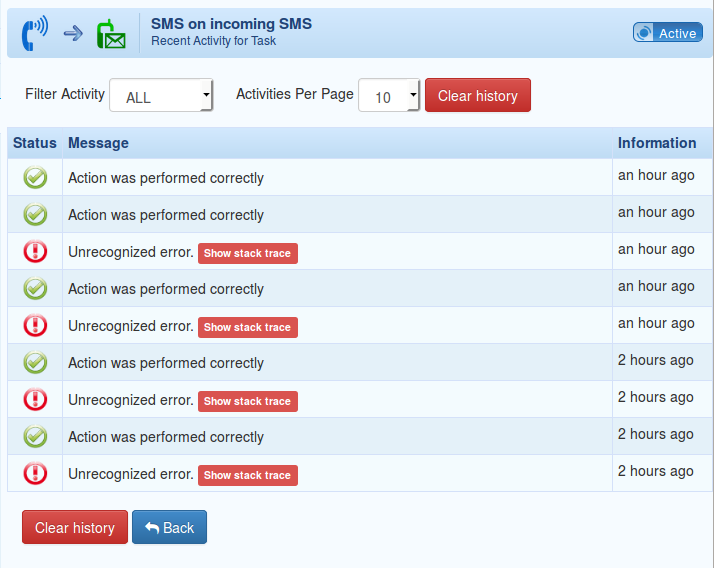 SMS on incoming SMS
Recent Activity for Task
Active
Filter Activity ALL Activities Per Page 10 Clear history
Status Message Information
Action was performed correctly an hour ago
Action was performed correctly an hour ago
Unrecognized error. Show stack trace an hour ago
Action was performed correctly an hour ago
Unrecognized error. Show stack trace an hour ago
Action was performed correctly 2 hours ago
Unrecognized error. Show stack trace 2 hours ago
Action was performed correctly 2 hours ago
Unrecognized error. Show stack trace 2 hours ago
Clear history Back